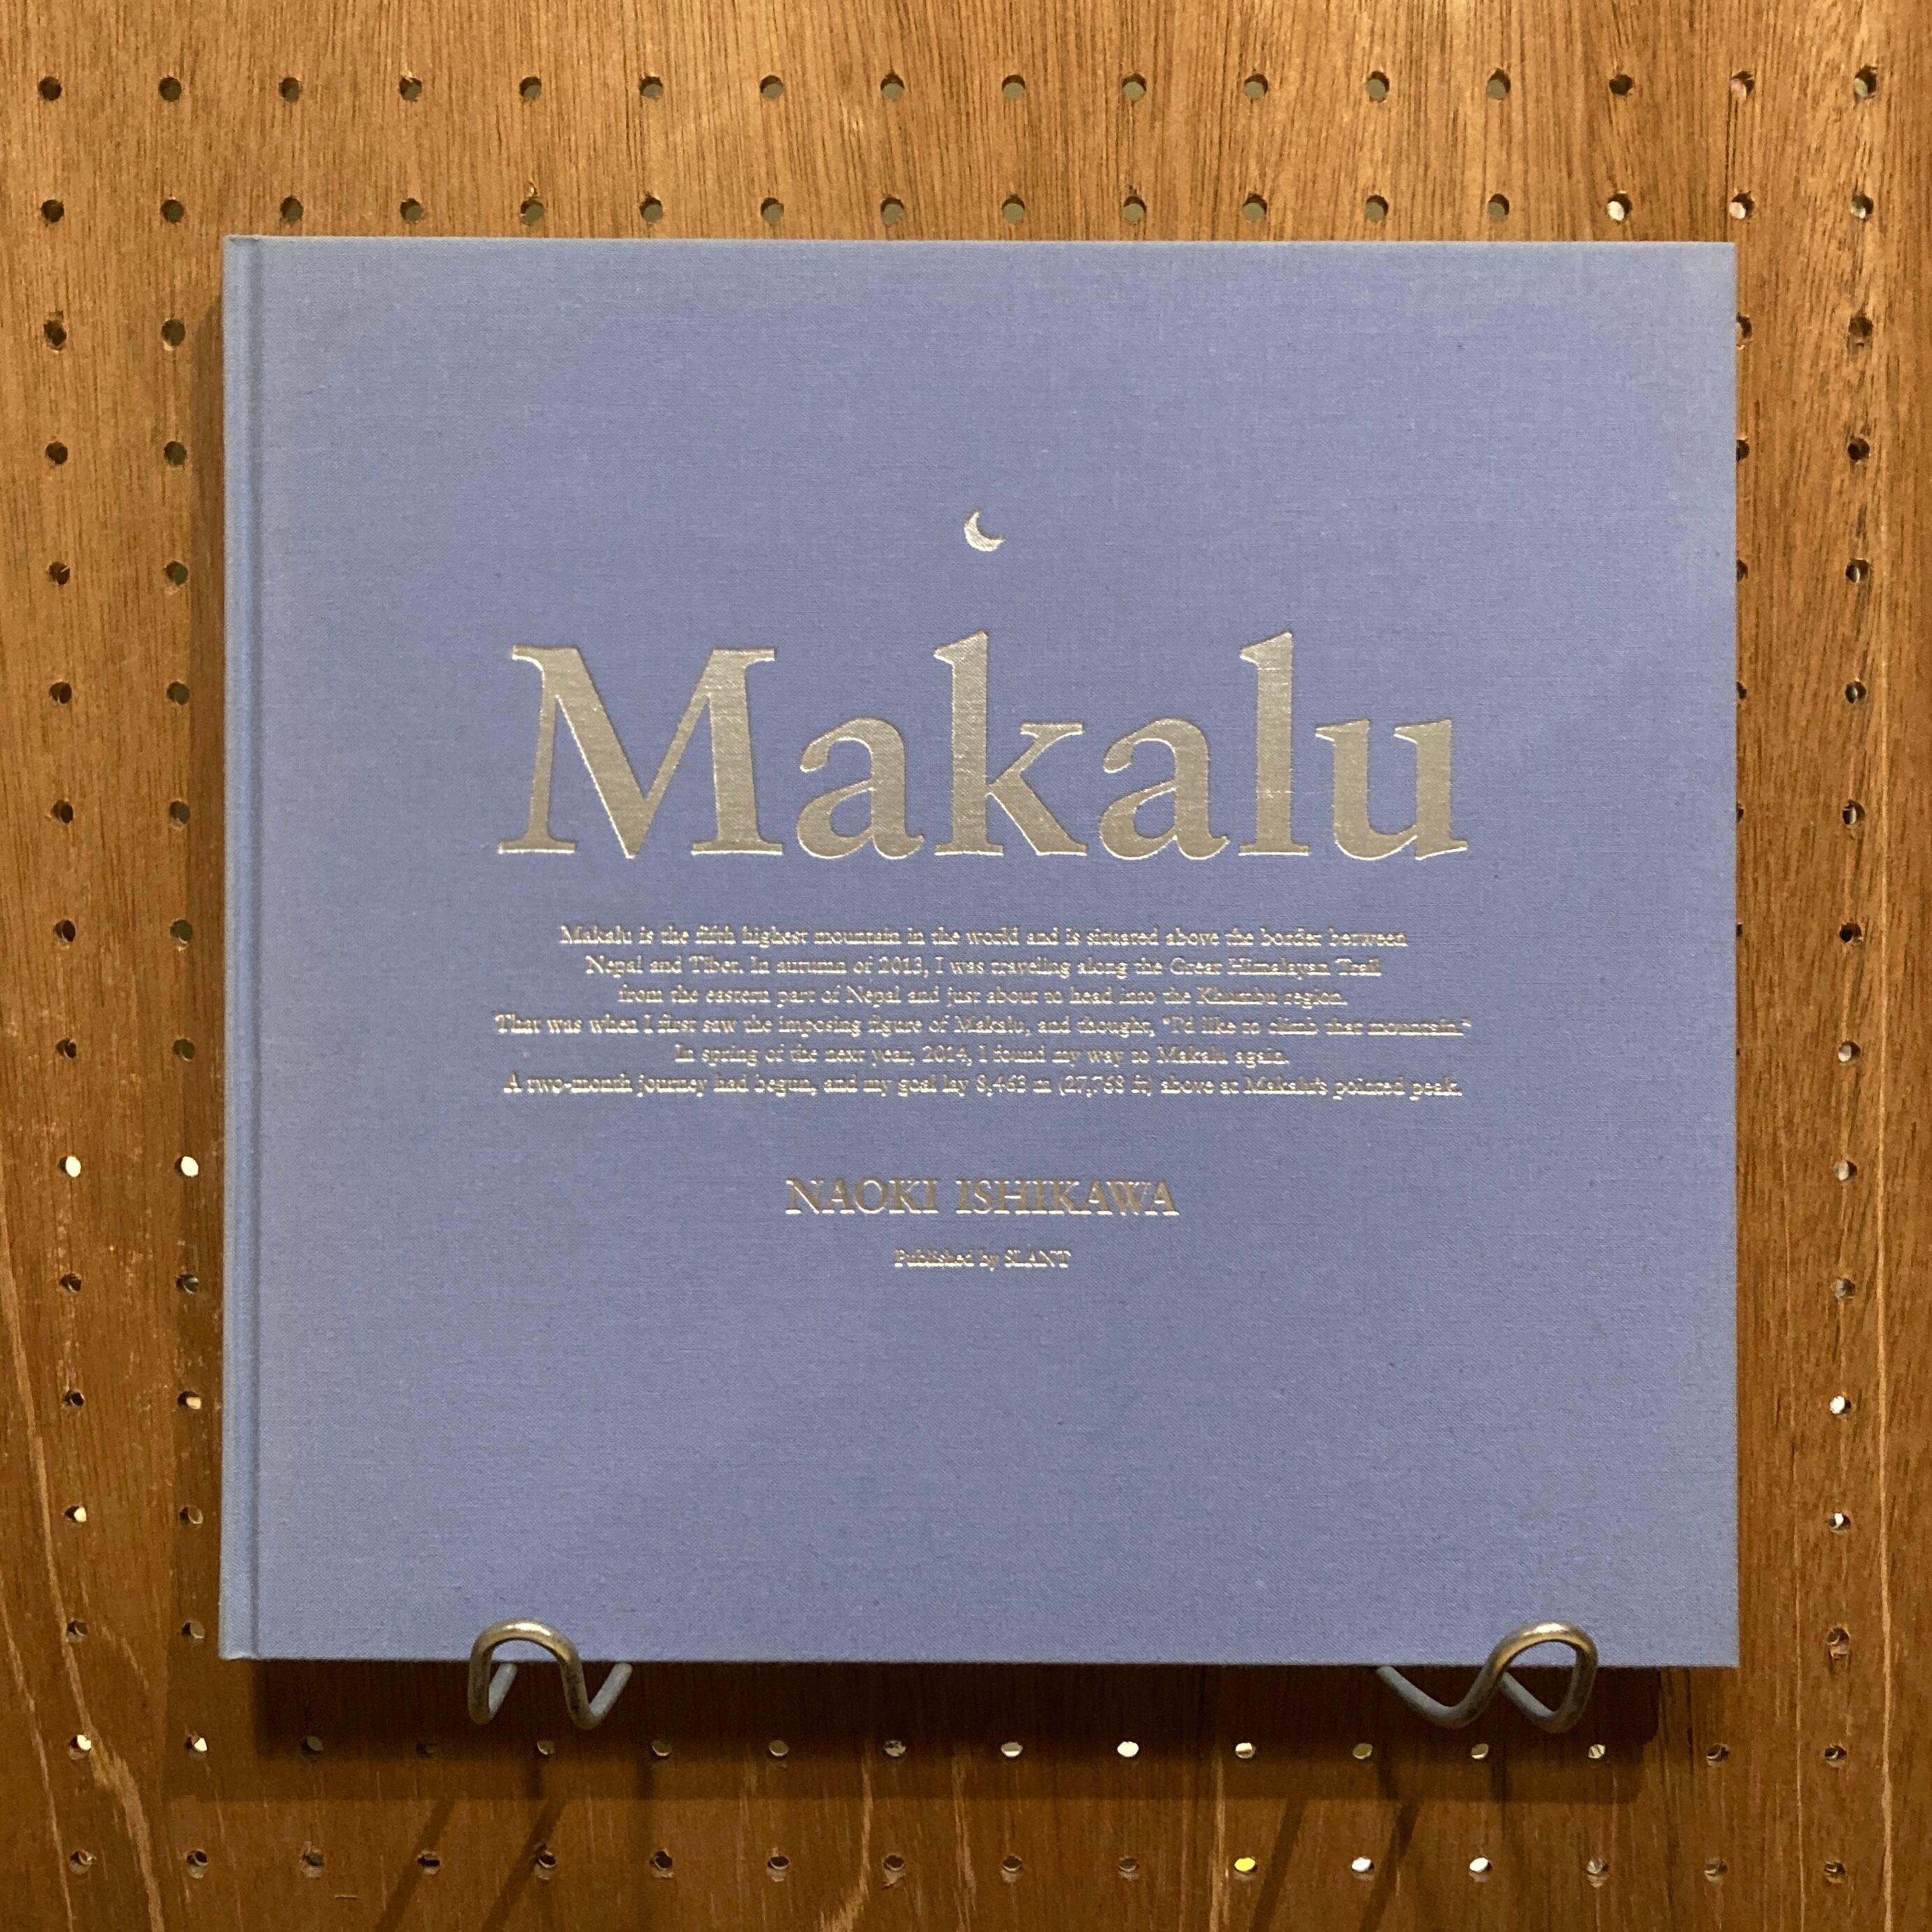 Makalu
Makalu is the fifth highest mountain in the world and is situated above the border between
Nepal and Tibet. In autumn of 2013, I was traveling along the Great Himalayan Trail
from the eastern part of Nepal and just about to head into the Khumbu region.
That was when I first saw the imposing figure of Makalu, and thought, "I'd like to climb that mountain."
In spring of the next year, 2014, I found my way to Makalu again.
A two-month journey had begun, and my goal lay 8,463 m (27,768 ft) above at Makalu's pointed peak.
NAOKI ISHIKAWA
Published by SLANT